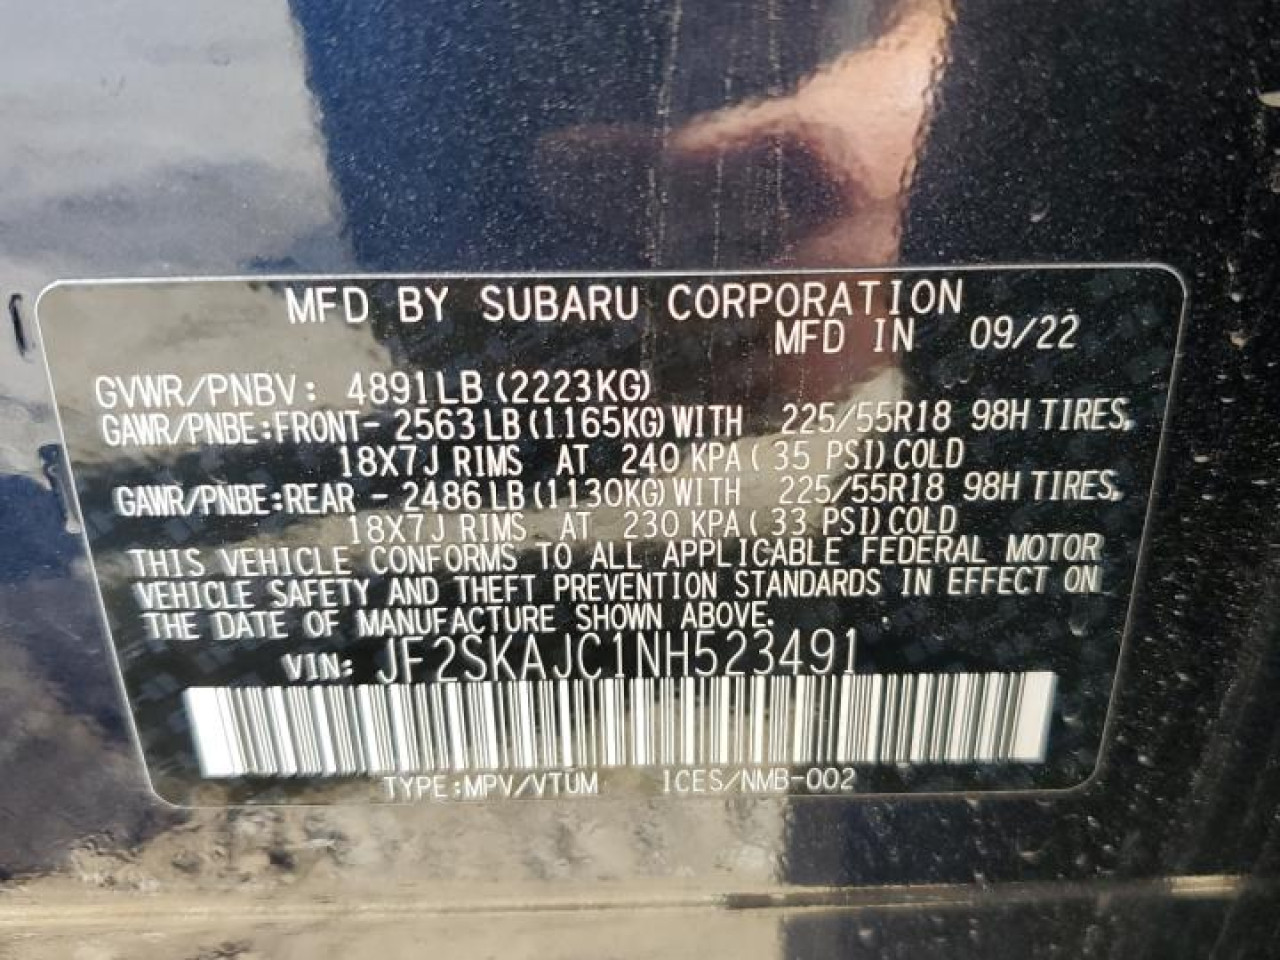 MFD BY SUBARU CORPORATION
MFD IN 09/22
GVWR/PNBV: 4891LB (2223KG)
GAWR/PNBE:FRONT- 2563 LB (1165KG) WITH 225/55R18 98H TIRES,
18X7J RIMS AT 240 KPA ( 35 PSI) COLD
GAWR/PNBE:REAR - 2486 LB (1130KG) WITH 225/55R18 98H TIRES,
18X7J RIMS AT 230 KPA ( 33 PSI) COLD
THIS VEHICLE CONFORMS TO ALL APPLICABLE FEDERAL MOTOR
VEHICLE SAFETY AND THEFT PREVENTION STANDARDS IN EFFECT ON
THE DATE OF MANUFACTURE SHOWN ABOVE.
VIN: JF2SKAJC1NH523491
TYPE:MPV/VTUM ICES/NMB-002